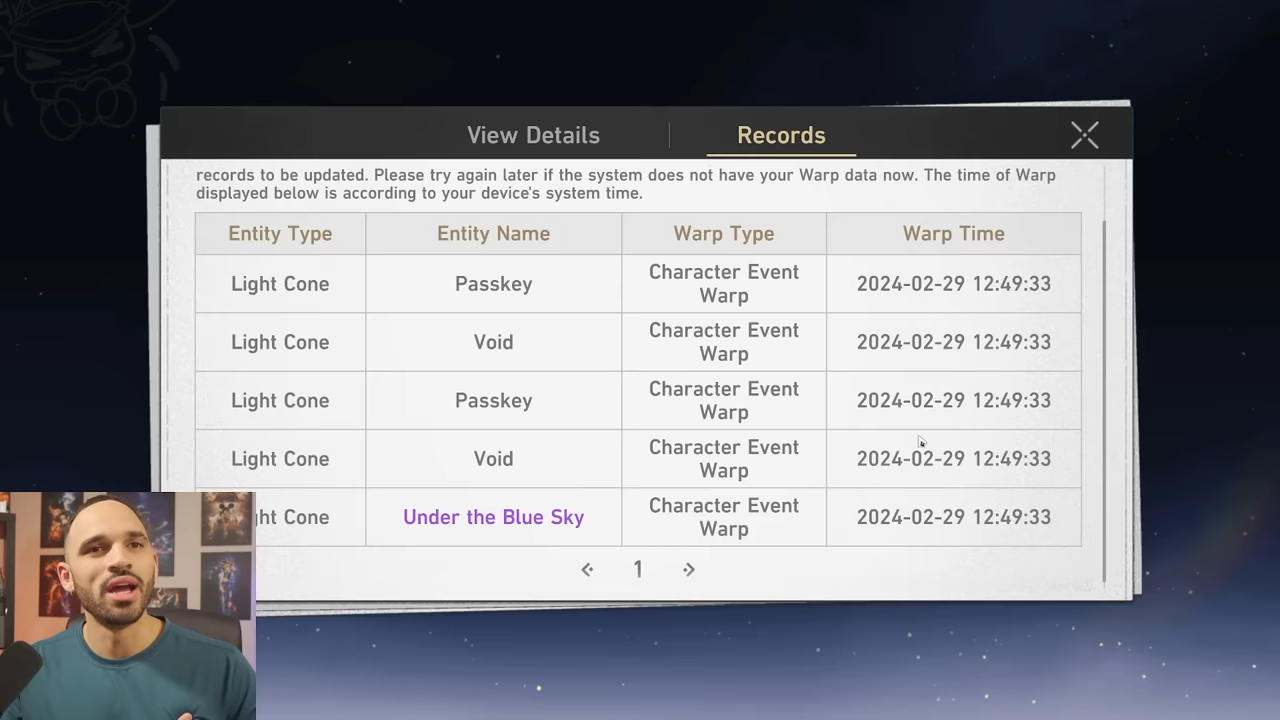 View Details
Records
records to be updated. Please try again later if the system does not have your Warp data now. The time of Warp
displayed below is according to your device's system time.
Entity Type Entity Name Warp Type Warp Time
Light Cone Passkey Character Event Warp 2024-02-29 12:49:33
Light Cone Void Character Event Warp 2024-02-29 12:49:33
Light Cone Passkey Character Event Warp 2024-02-29 12:49:33
Light Cone Void Character Event Warp 2024-02-29 12:49:33
ght Cone Under the Blue Sky Character Event Warp 2024-02-29 12:49:33
1